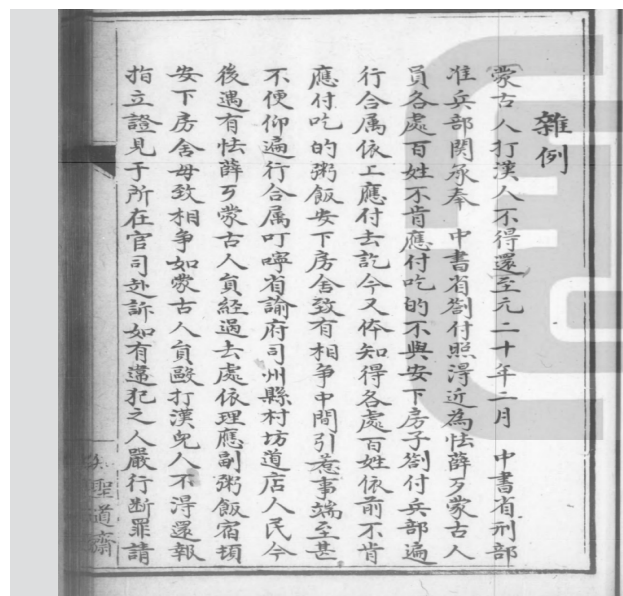 雜例
蒙古人打漢人不得還至元二十年二月　中書省刑部
准兵部関承奉　中書省劄付照淂近為怯薛歹蒙古人
員各處百姓不肯應付吃的不與安下房子劄付兵部遍
行合属依上應付去訖今又体知得各處百姓依前不肯
應付吃的粥飯安下房舍致有相争中間引惹事端至甚
不便仰遍行合属叮嚀省諭府司州縣村坊道店人民今
後遇有怯薛歹蒙古人貟經過去處依理應副粥飯宿頓
安下房舍毋致相争如蒙古人貟毆打漢兒人不淂還報
指立證見于所在官司赴訴如有違犯之人嚴行断罪請
聖道齋